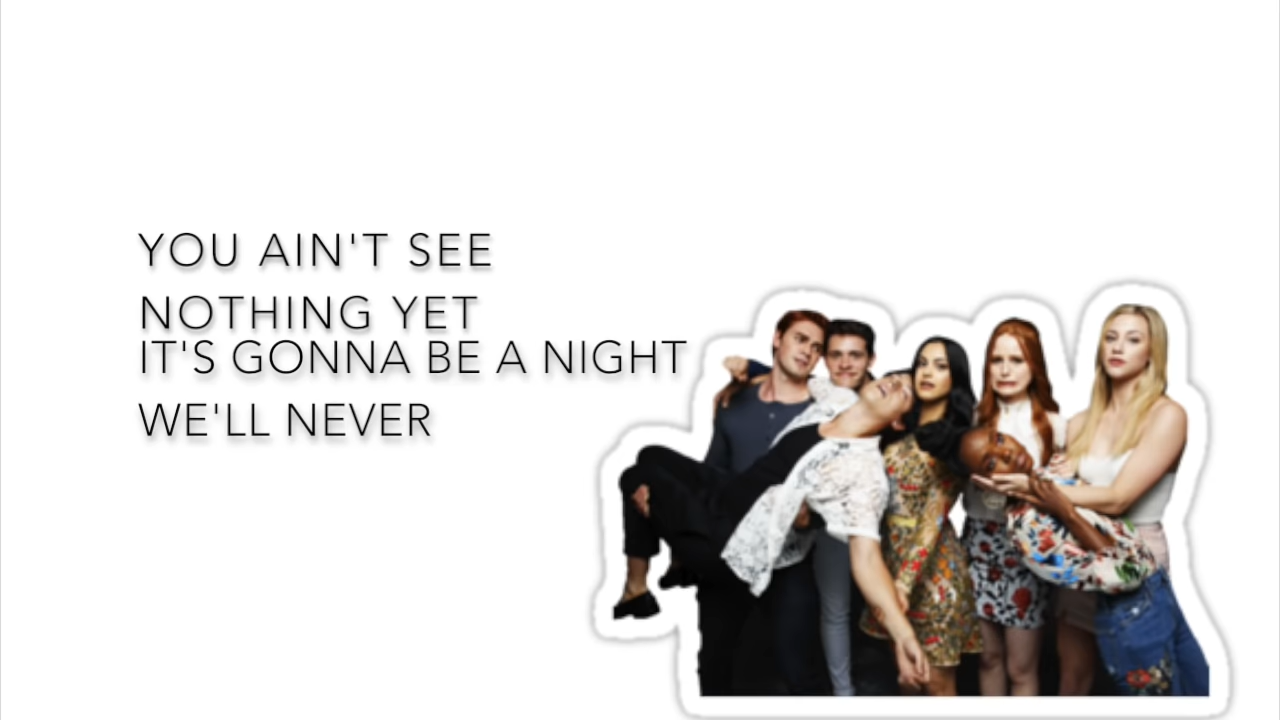 YOU AIN'T SEE
NOTHING YET
IT'S GONNA BE A NIGHT
WE'LL NEVER